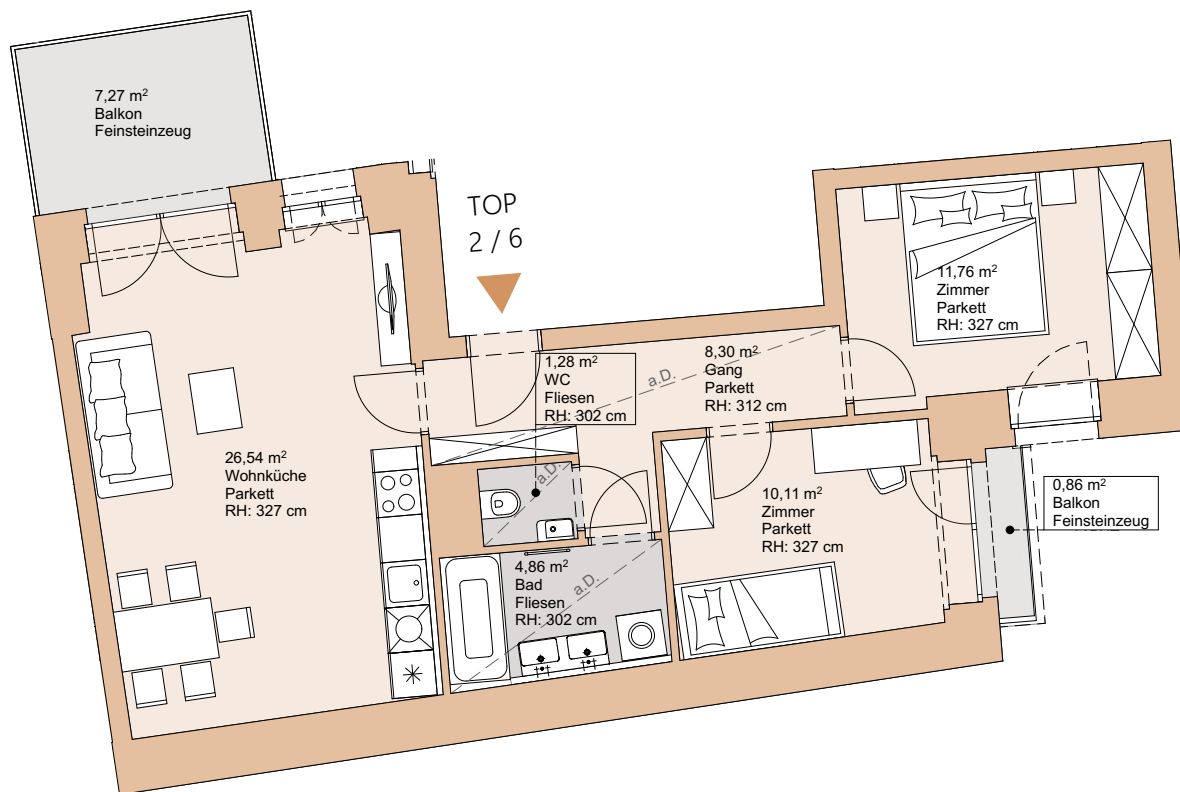 7,27 m²
Balkon
Feinsteinzeug
TOP
2 / 6
11,76 m²
Zimmer
Parkett
RH: 327 cm
1,28 m²
WC
Fliesen
RH: 302 cm
8,30 m²
Gang
Parkett
RH: 312 cm
a.D.
26,54 m²
Wohnküche
Parkett
RH: 327 cm
a.D.
10,11 m²
Zimmer
Parkett
RH: 327 cm
0,86 m²
Balkon
Feinsteinzeug
4,86 m²
Bad
Fliesen
RH: 302 cm
a.D.